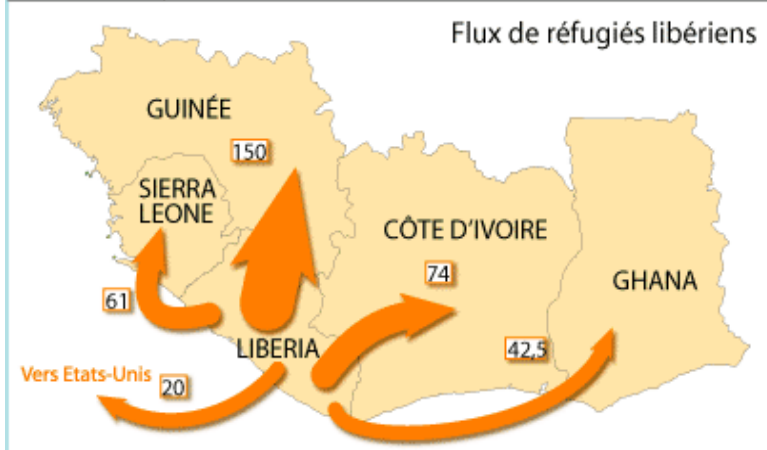 Flux de réfugiés libériens
GUINÉE
150
SIERRA
LEONE
CÔTE D'IVOIRE
74
GHANA
61
LIBERIA
42,5
Vers Etats-Unis
20